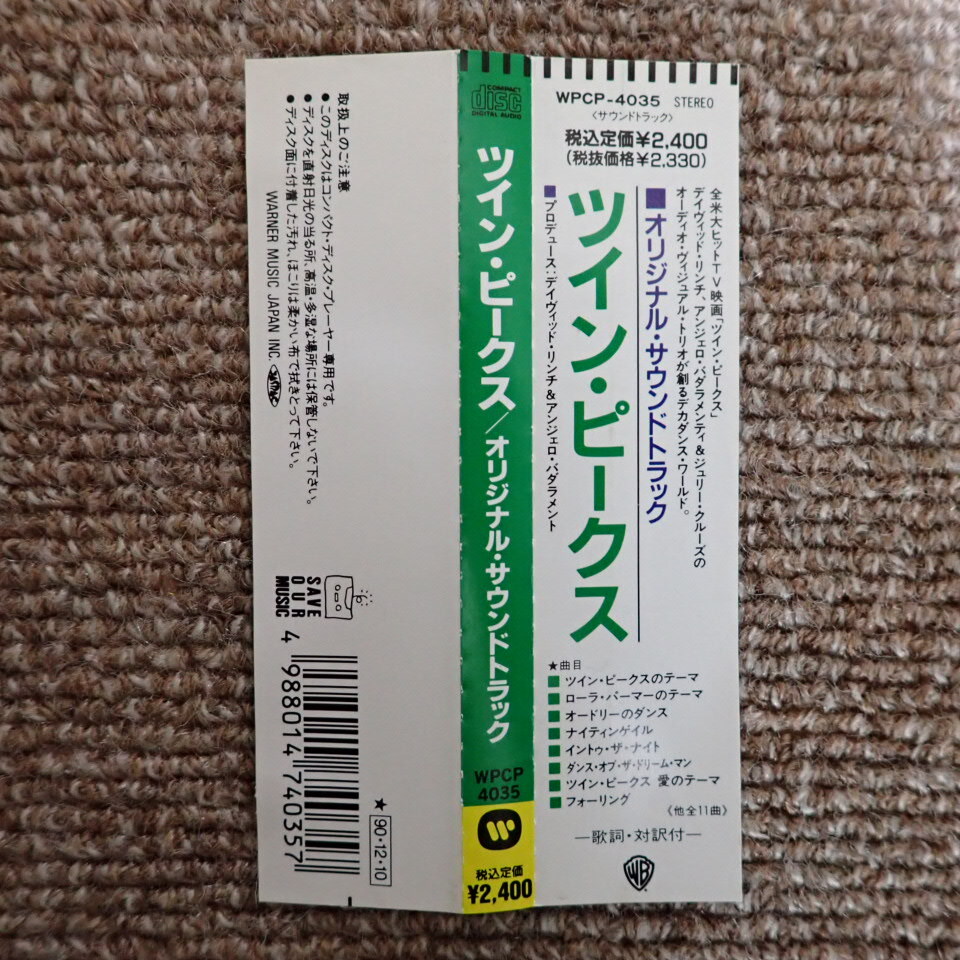 WPCP-4035 STEREO
〈サウンドトラック〉
税込定価¥2,400
(税抜価格¥2,330)
全米大ヒットTV映画「ツイン・ピークス」
デイヴィッド・リンチ、アンジェロ・バダラメンティ&ジュリー・クルーズの
オーディオ・ヴィジュアル・トリオが創るデカダンス・ワールド。
オリジナル・サウンドトラック
ツイン・ピークス
■プロデュース:デイヴィッド・リンチ&アンジェロ・バダラメント
★曲目
ツイン・ピークスのテーマ
ローラ・パーマーのテーマ
オードリーのダンス
ナイティンゲイル
イントゥ・ザ・ナイト
ダンス・オブ・ザ・ドリーム・マン
ツイン・ピークス 愛のテーマ
フォーリング
《他全11曲》
—歌詞・対訳付—
WB
COMPACT
disc
DIGITAL AUDIO
ツイン・ピークス/オリジナル・サウンドトラック
WPCP
4035
税込定価
¥2,400
取扱上のご注意
●このディスクはコンパクト・ディスク・プレーヤー専用です。
●ディスクを直射日光の当る所、高温・多湿な場所には保管しないで下さい。
●ディスク面に付着した汚れ、ほこりは柔かい布で拭きとって下さい。
WARNER MUSIC JAPAN INC.
SAVE
OUR
MUSIC
4 988014 740357
★
90・12・10